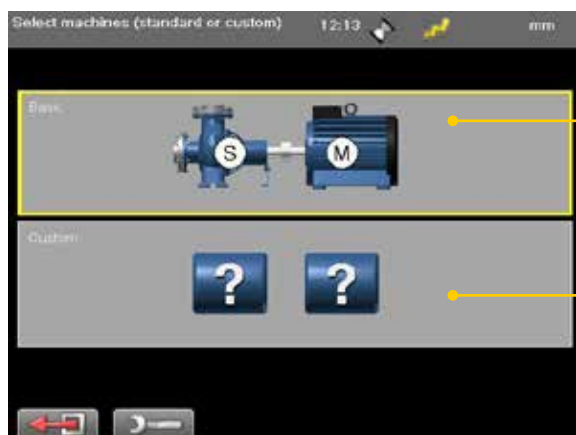 Select machines (standard or custom) 12:13 mm
Basic
S M
Custom
? ?